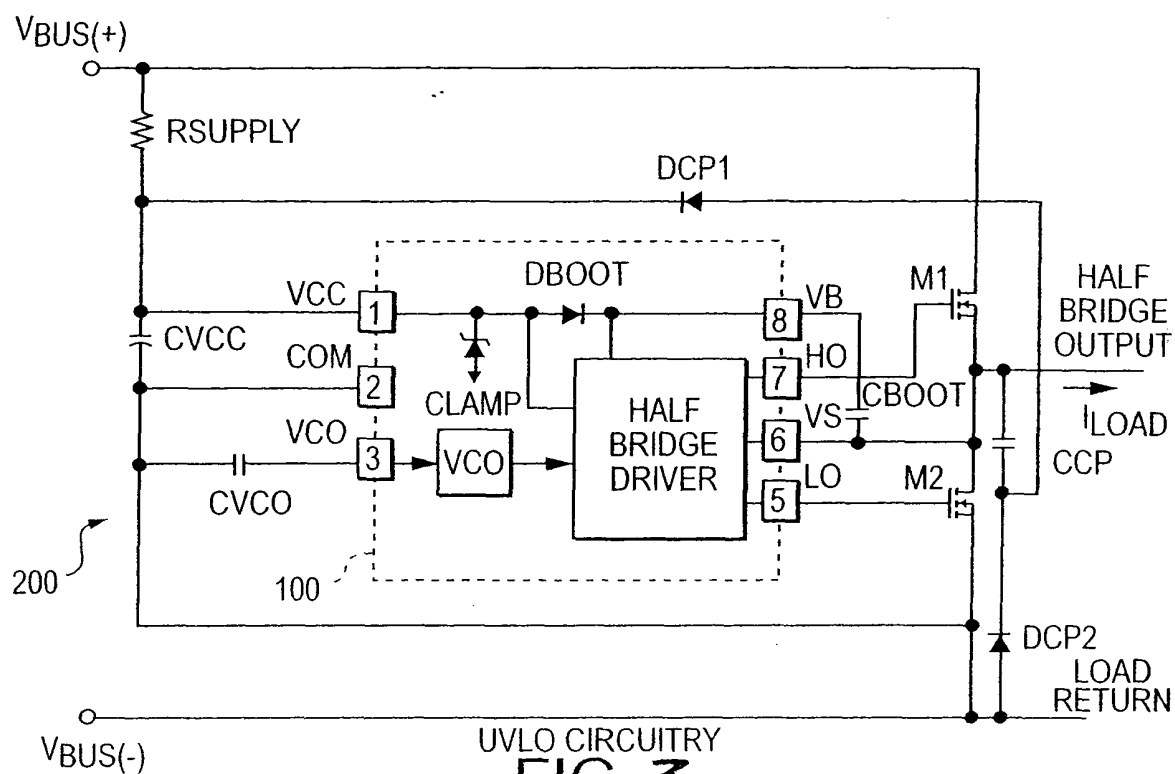 VBUS(+)
RSUPPLY
DCP1
DBOOT
VCC
1
CVCC
COM
2
CLAMP
VCO
3
CVCO
VCO
HALF
BRIDGE
DRIVER
8
VB
7
HO
CBOOT
6
VS
5
LO
M1
M2
HALF
BRIDGE
OUTPUT
ILOAD
CCP
200
100
DCP2
LOAD
RETURN
VBUS(-)
UVLO CIRCUITRY
FIG. 3